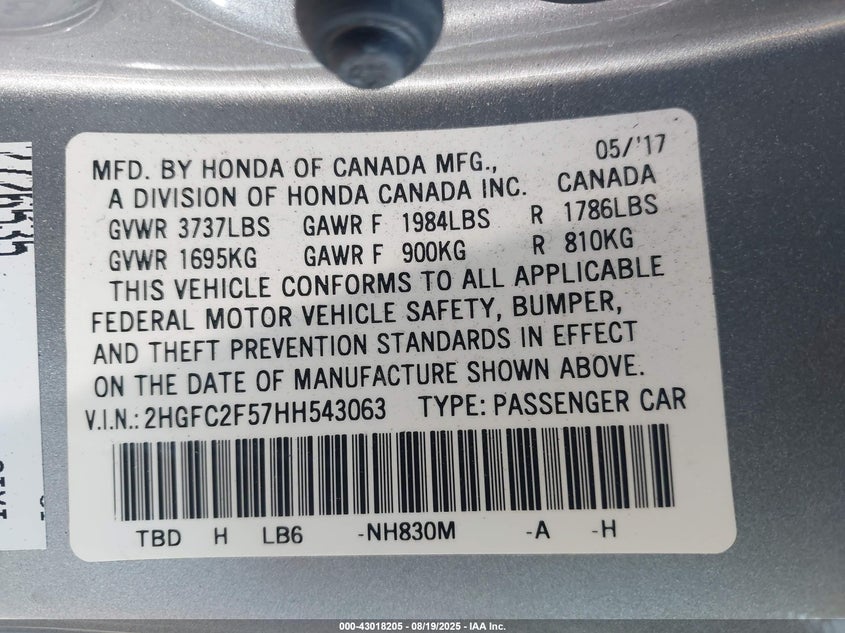 MFD. BY HONDA OF CANADA MFG., 05/'17
A DIVISION OF HONDA CANADA INC. CANADA
GVWR 3737LBS GAWR F 1984LBS R 1786LBS
GVWR 1695KG GAWR F 900KG R 810KG
THIS VEHICLE CONFORMS TO ALL APPLICABLE
FEDERAL MOTOR VEHICLE SAFETY, BUMPER,
AND THEFT PREVENTION STANDARDS IN EFFECT
ON THE DATE OF MANUFACTURE SHOWN ABOVE.
V.I.N.: 2HGFC2F57HH543063 TYPE: PASSENGER CAR
TBD H LB6 -NH830M -A -H
000-43018205 - 08/19/2025 - IAA Inc.